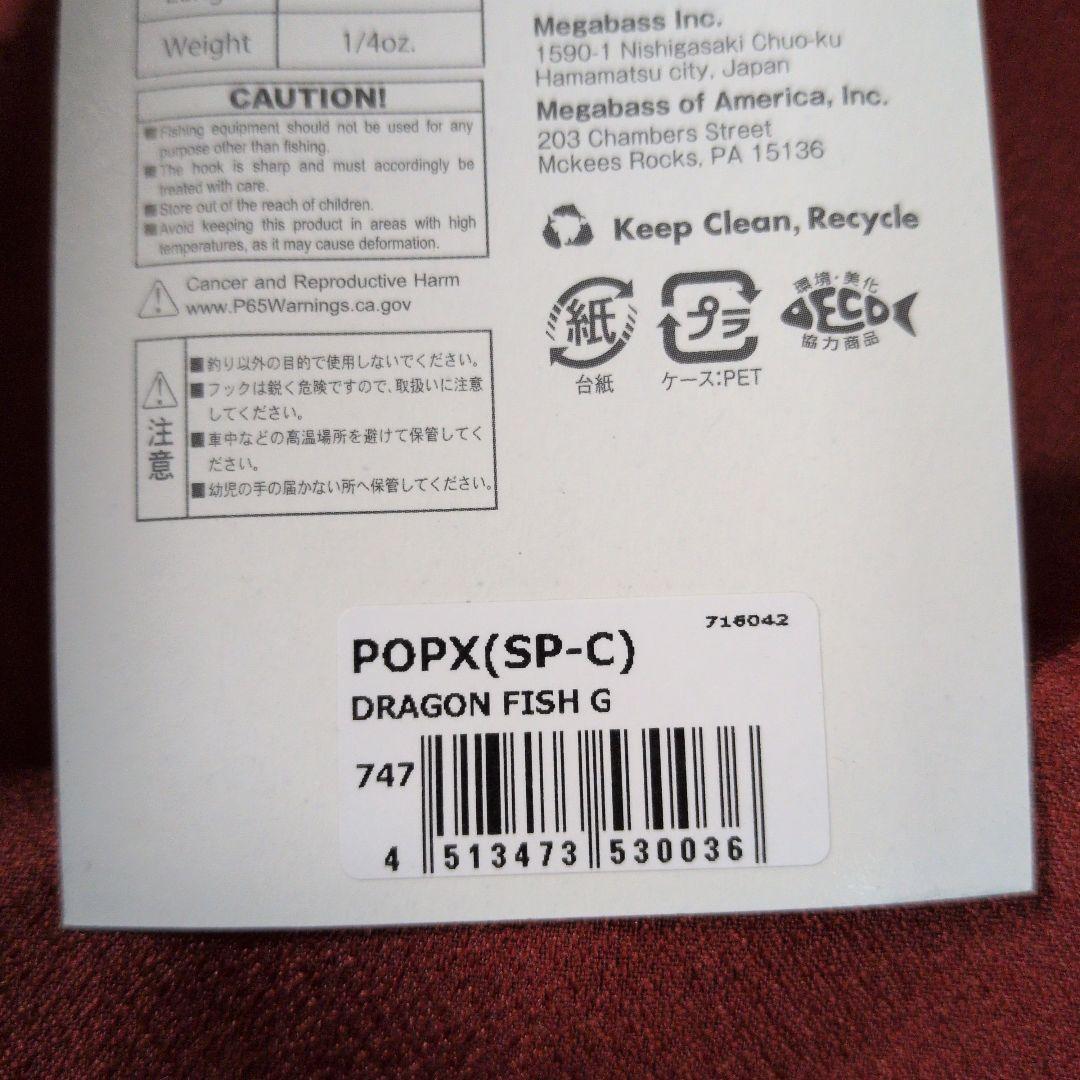 Weight 1/4oz.
CAUTION!
■Fishing equipment should not be used for any
purpose other than fishing.
■The hook is sharp and must accordingly be
treated with care.
■Store out of the reach of children.
■Avoid keeping this product in areas with high
temperatures, as it may cause deformation.
Cancer and Reproductive Harm
www.P65Warnings.ca.gov
注意
■釣り以外の目的で使用しないでください。
■フックは鋭く危険ですので、取扱いに注意
してください。
■車中などの高温場所を避けて保管してく
ださい。
■幼児の手の届かない所へ保管してください。
Megabass Inc.
1590-1 Nishigasaki Chuo-ku
Hamamatsu city, Japan
Megabass of America, Inc.
203 Chambers Street
Mckees Rocks, PA 15136
Keep Clean, Recycle
紙
台紙
プラ
ケース:PET
環境・美化
ECO
協力商品
716042
POPX(SP-C)
DRAGON FISH G
747
4 513473 530036